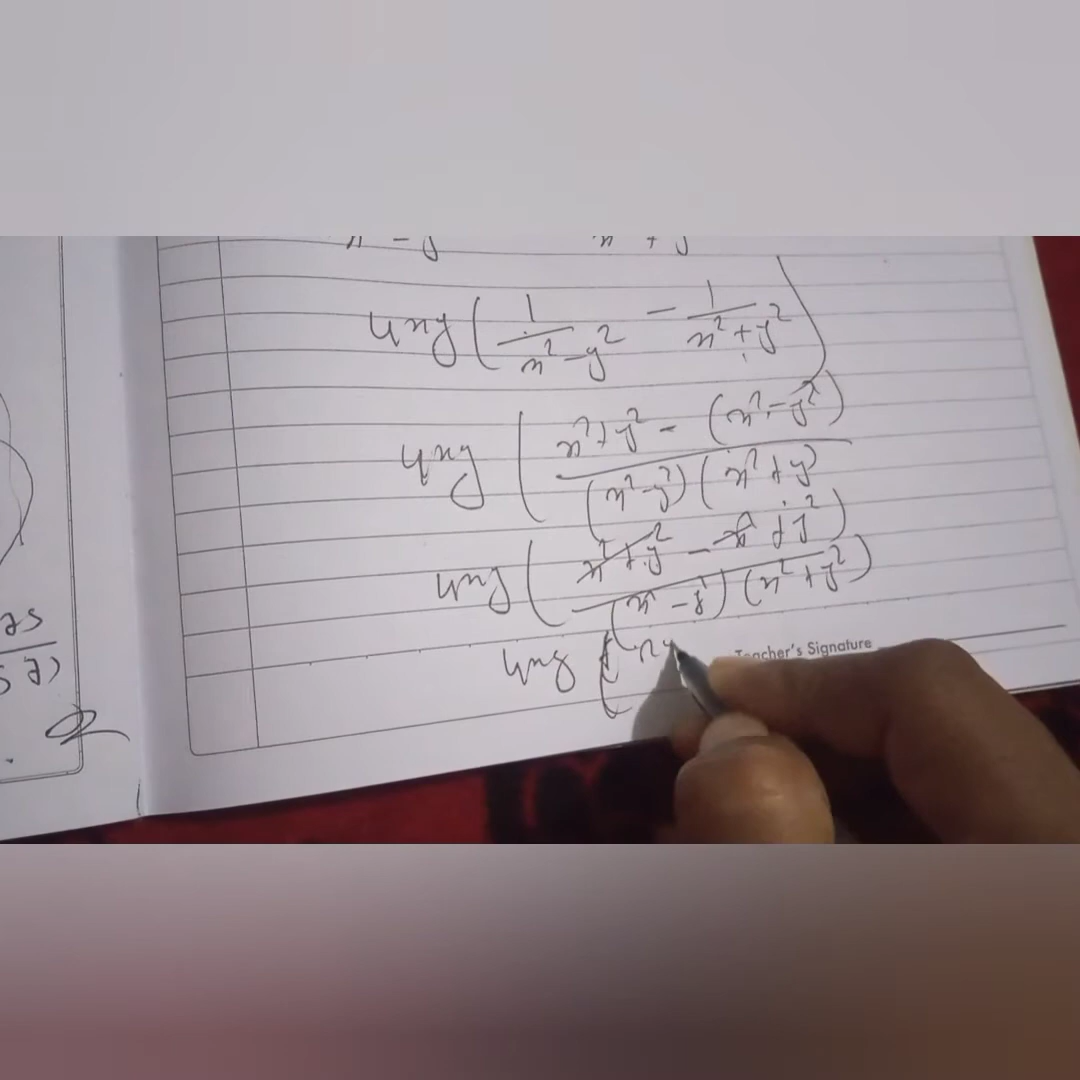 4xy ( 1/(x² - y²) - 1/(x² + y²) )
4xy ( (x² + y² - (x² - y²)) / ((x² - y²)(x² + y²)
4xy ( (x² + y² - x² + y²) / ((x² - y²)(x² + y²) )
4xy (
Teacher's Signature